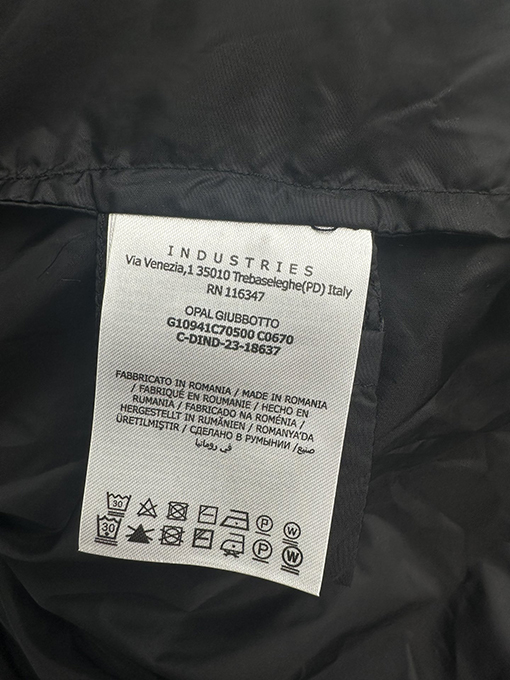 INDUSTRIES
Via Venezia,1 35010 Trebaseleghe(PD) Italy
RN 116347
OPAL GIUBBOTTO
G10941C70500 C0670
C-DIND-23-18637
FABBRICATO IN ROMANIA / MADE IN ROMANIA
/ FABRIQUÉ EN ROUMANIE / HECHO EN
RUMANIA / FABRICADO NA ROMÉNIA /
HERGESTELLT IN RUMÄNIEN / ROMANYA'DA
ÜRETILMIŞTIR / СДЕЛАНО В РУМЫНИИ / صنع
في رومانيا
30 P W
30 P W